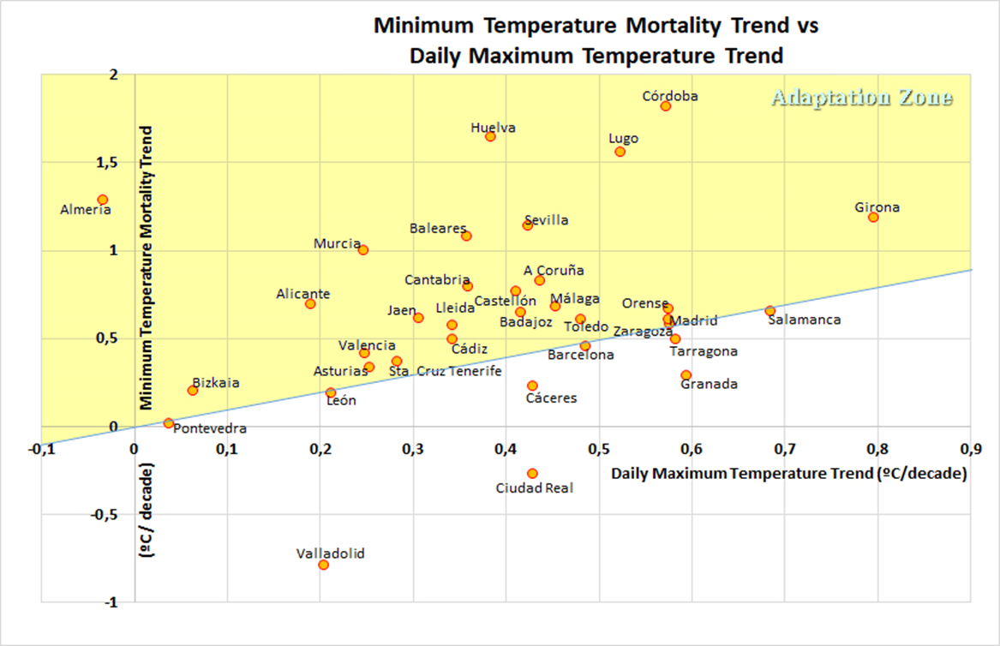 Minimum Temperature Mortality Trend vs
Daily Maximum Temperature Trend
2
Adaptation Zone
Córdoba
Huelva
Lugo
1,5
Almeria
Girona
Sevilla
Baleares
Murcia
1
A Coruña
Cantabria
Alicante
Castellón
Málaga
Orense
Lleida
Jaen
Badajoz
Madrid
Salamanca
Toledo
Zaragoza
0,5
Valencia
Cádiz
Barcelona
Tarragona
Asturias
Sta. Cruz Tenerife
Bizkaia
Granada
León
Cáceres
0
Pontevedra
-0,1
0
0,1
0,2
0,3
0,4
0,5
0,6
0,7
0,8
0,9
Daily Maximum Temperature Trend (ºC/decade)
Ciudad Real
-0,5
Valladolid
-1
Minimum Temperature Mortality Trend
(ºC/ decade)